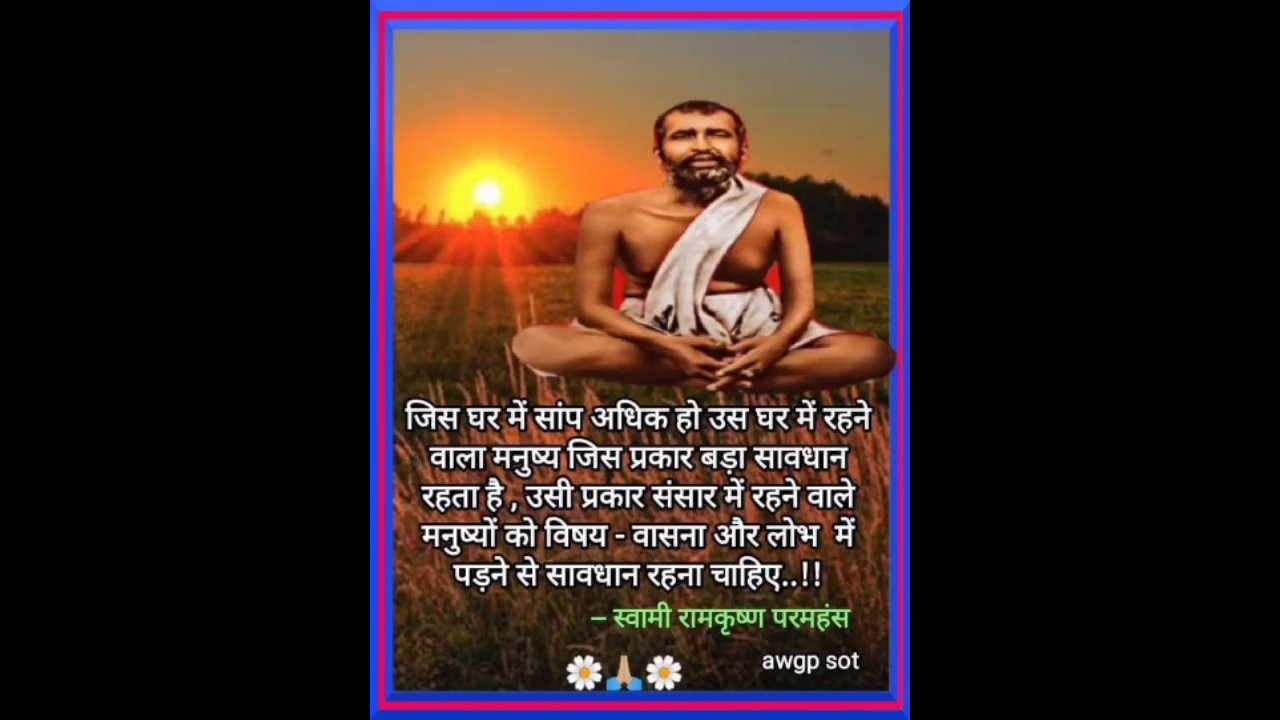 जिस घर में सांप अधिक हो उस घर में रहने
वाला मनुष्य जिस प्रकार बड़ा सावधान
रहता है , उसी प्रकार संसार में रहने वाले
मनुष्यों को विषय - वासना और लोभ में
पड़ने से सावधान रहना चाहिए..!!
– स्वामी रामकृष्ण परमहंस
awgp sot